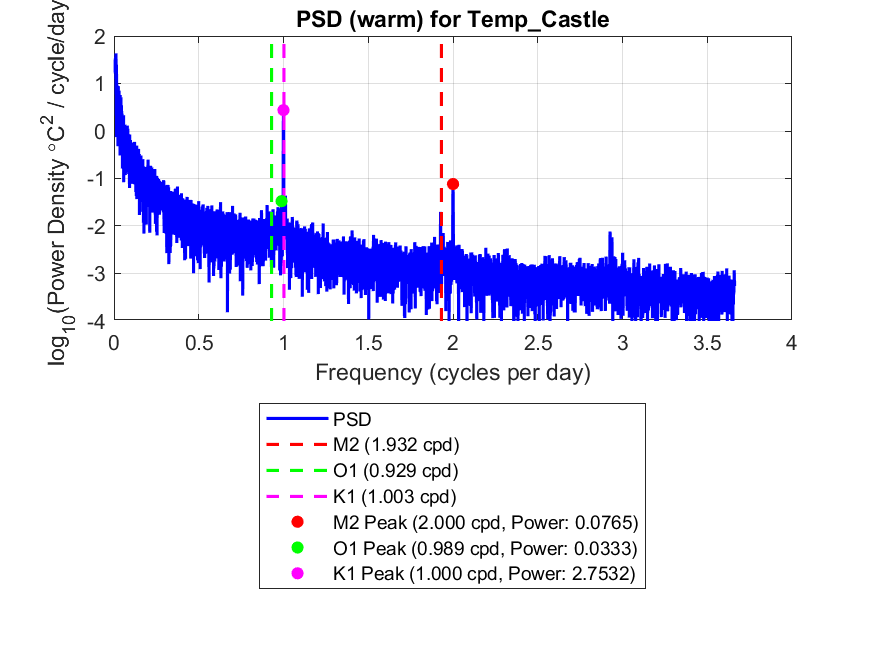 PSD (warm) for Temp_Castle
log10(Power Density °C2 / cycle/day
2
1
0
-1
-2
-3
-4
0 0.5 1 1.5 2 2.5 3 3.5 4
Frequency (cycles per day)
PSD
M2 (1.932 cpd)
O1 (0.929 cpd)
K1 (1.003 cpd)
M2 Peak (2.000 cpd, Power: 0.0765)
O1 Peak (0.989 cpd, Power: 0.0333)
K1 Peak (1.000 cpd, Power: 2.7532)